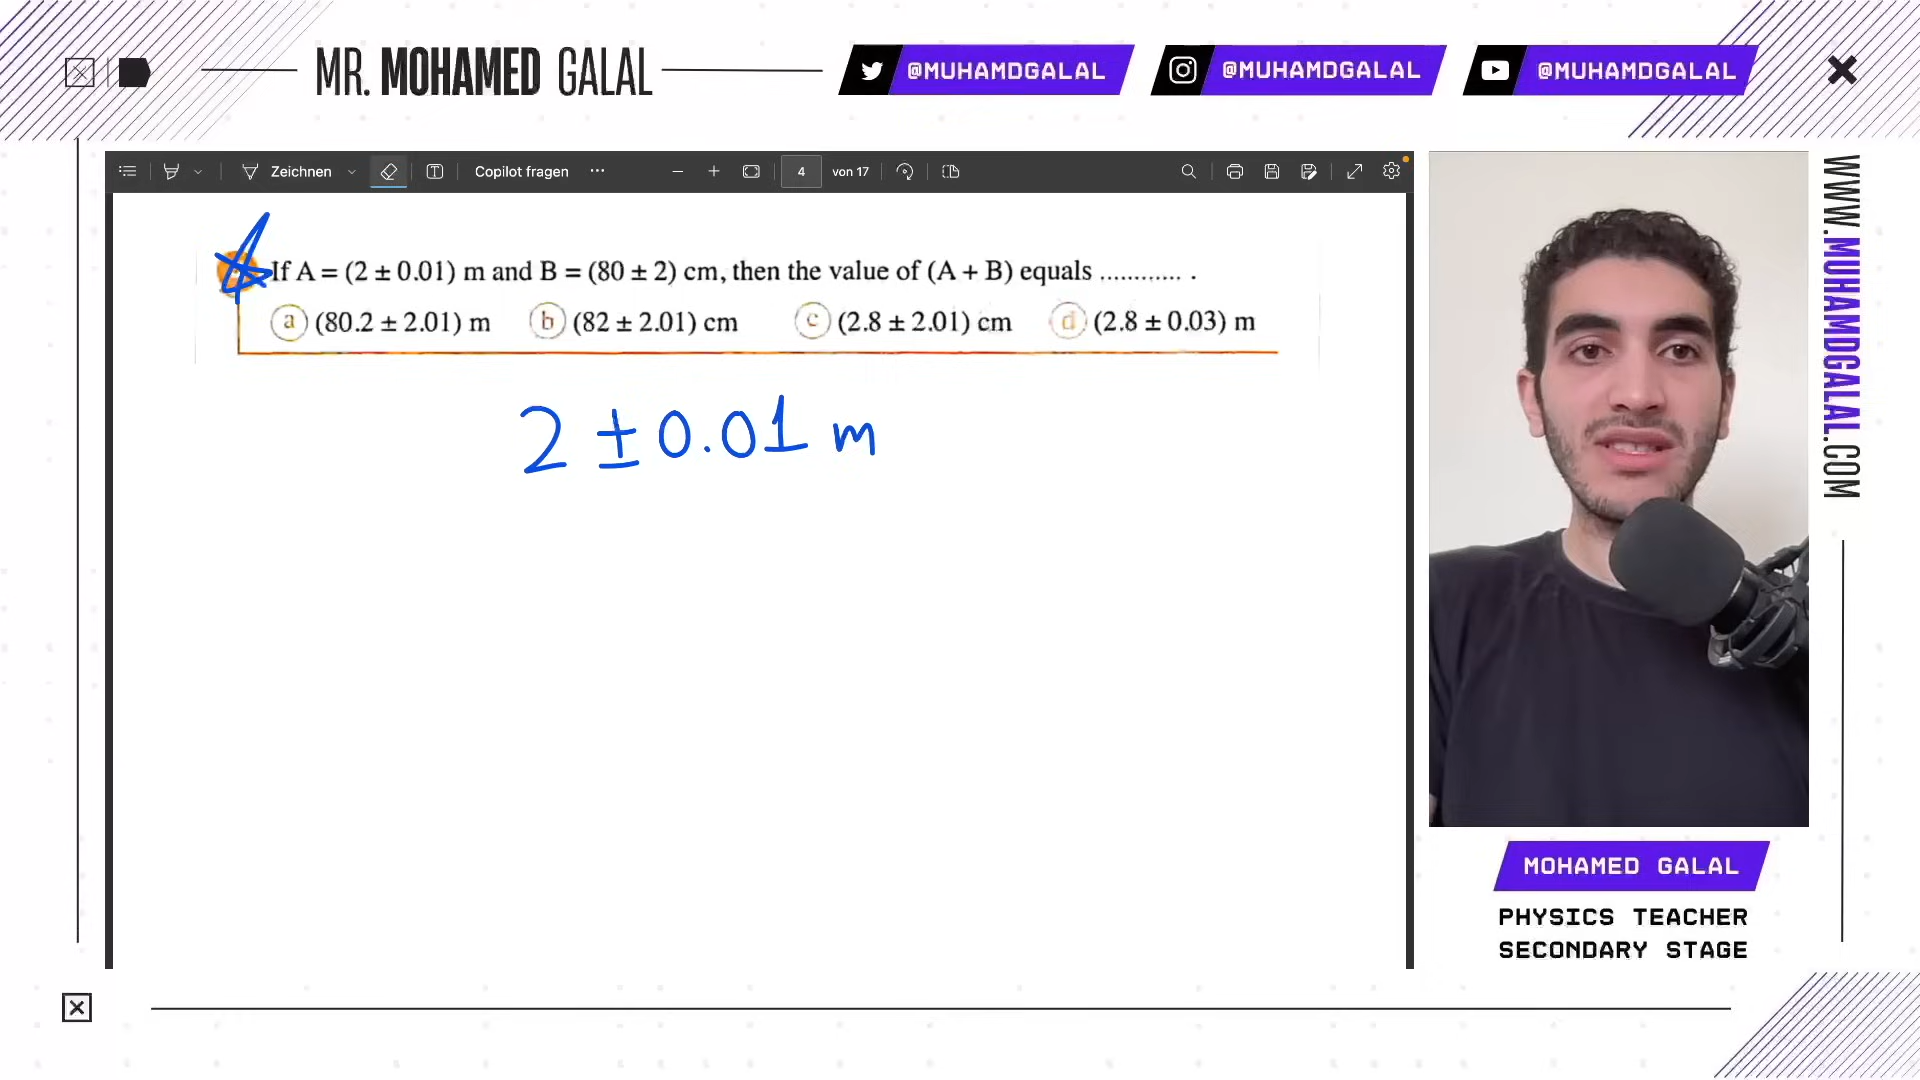 MR. MOHAMED GALAL
@MUHAMDGALAL
@MUHAMDGALAL
@MUHAMDGALAL
Zeichnen
Copilot fragen
4 von 17
If A = (2 ± 0.01) m and B = (80 ± 2) cm, then the value of (A + B) equals ............ .
a (80.2 ± 2.01) m b (82 ± 2.01) cm c (2.8 ± 2.01) cm d (2.8 ± 0.03) m
2 ± 0.01 m
WWW.MUHAMDGALAL.COM
MOHAMED GALAL
PHYSICS TEACHER
SECONDARY STAGE